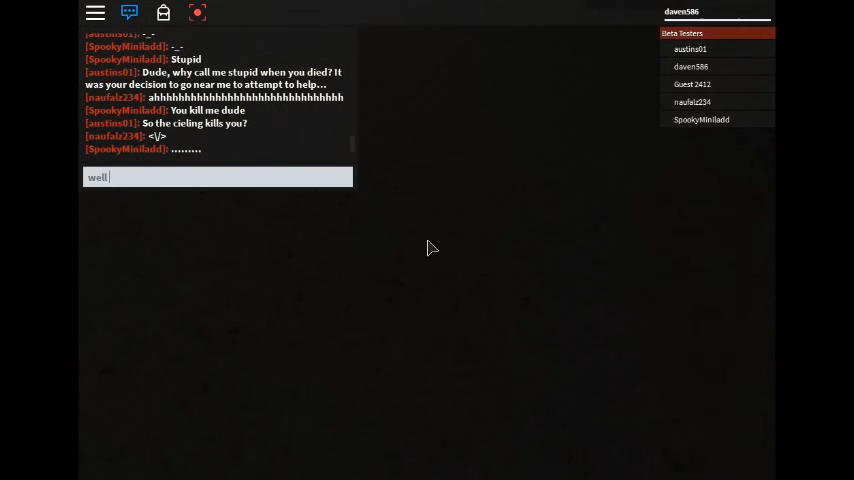 [austins01]: -_-
[SpookyMiniladd]: -_-
[SpookyMiniladd]: Stupid
[austins01]: Dude, why call me stupid when you died? It
was your decision to go near me to attempt to help...
[naufalz234]: ahhhhhhhhhhhhhhhhhhhhhhhhhhhhhhhh
[SpookyMiniladd]: You kill me dude
[austins01]: So the cieling kills you?
[naufalz234]: <\/>
[SpookyMiniladd]: .........
well
daven586
Beta Testers
austins01
daven586
Guest 2412
naufalz234
SpookyMiniladd